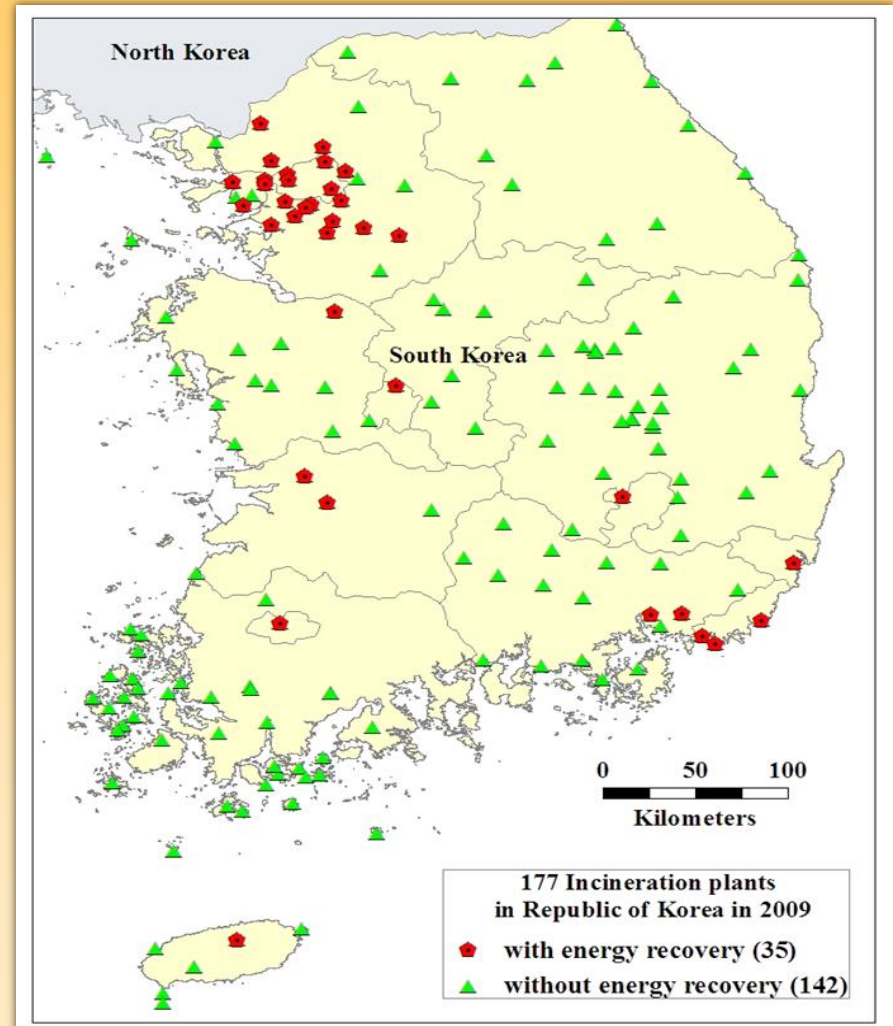 North Korea
South Korea
0 50 100
Kilometers
177 Incineration plants
in Republic of Korea in 2009
with energy recovery (35)
without energy recovery (142)